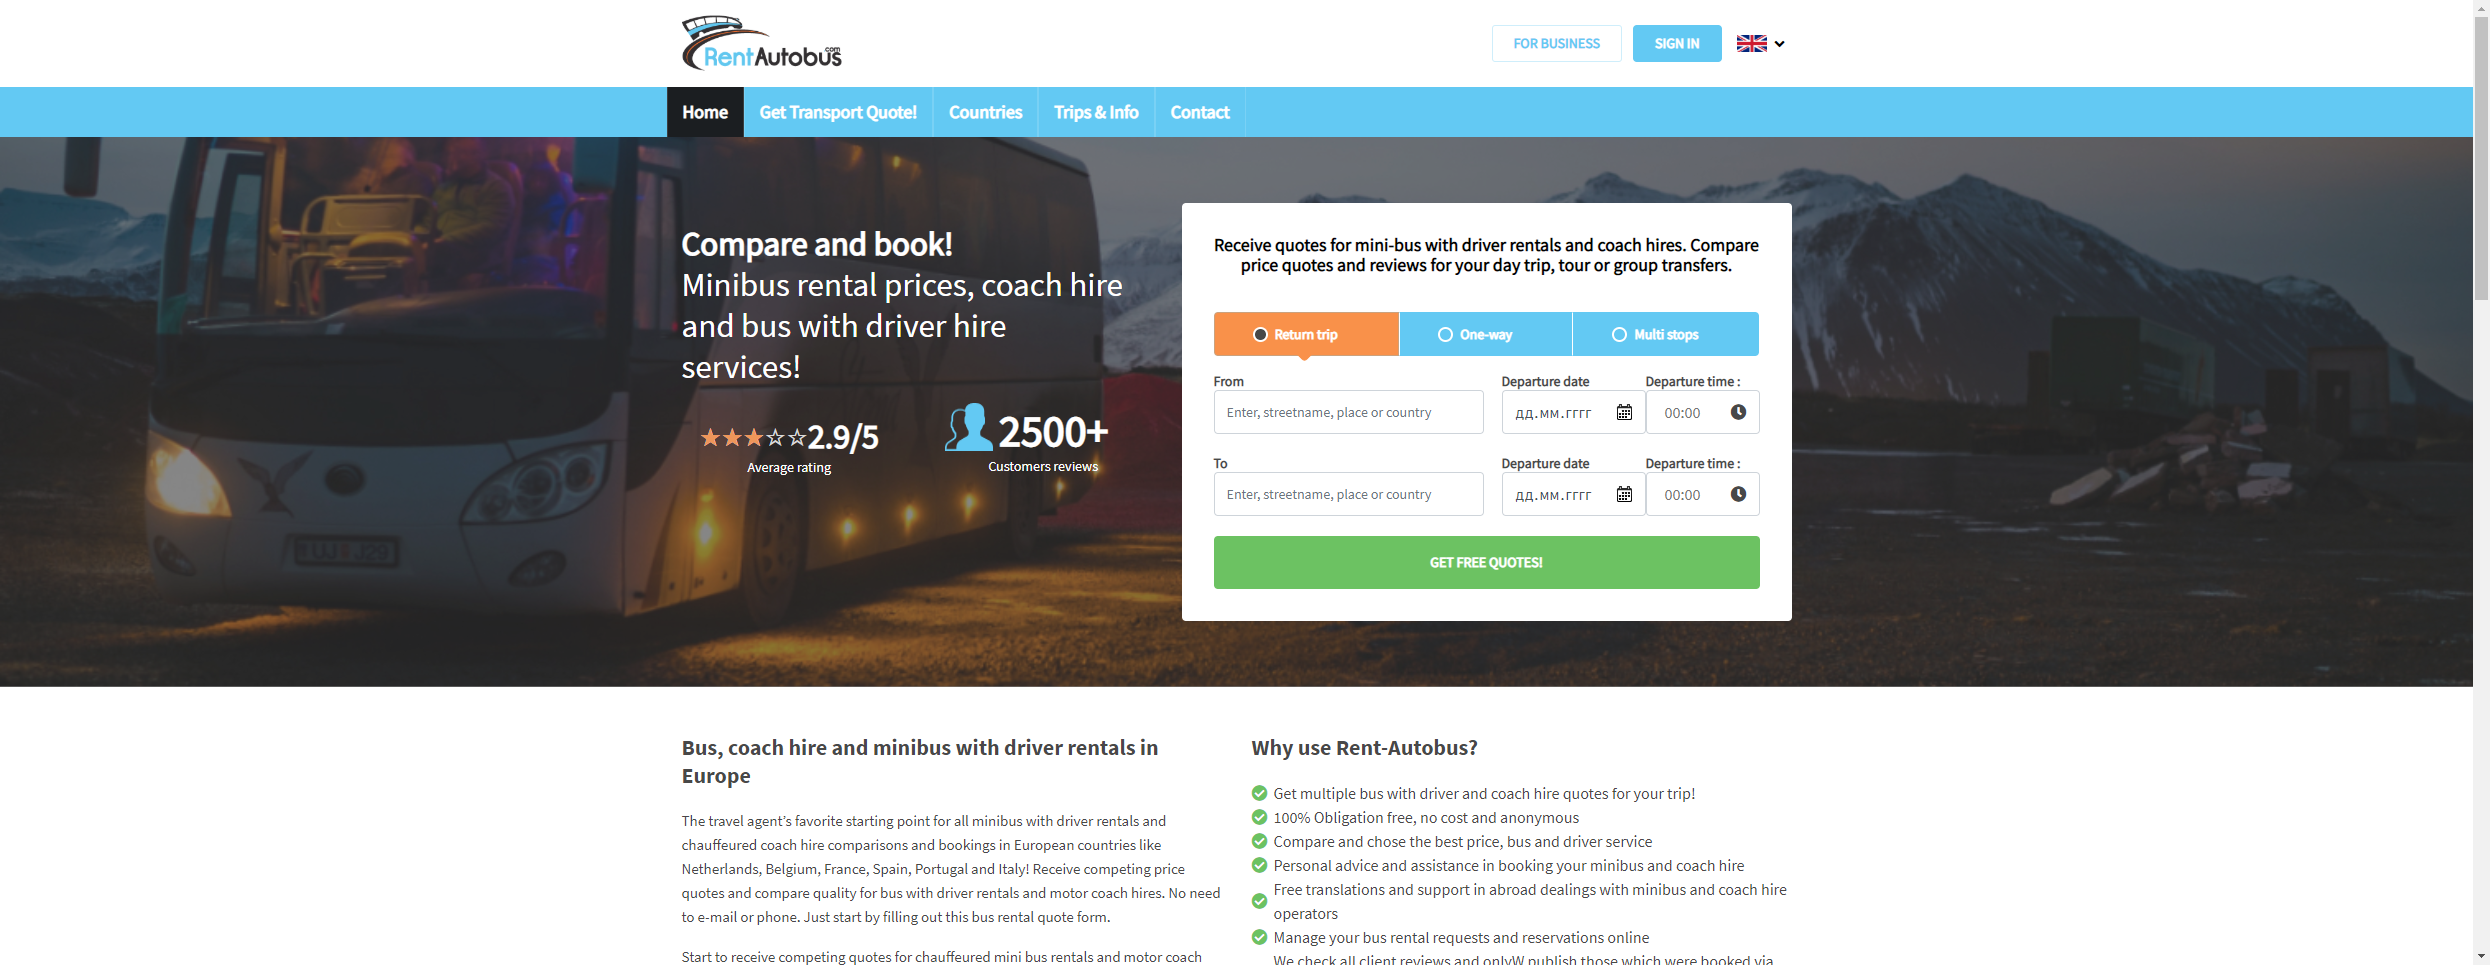 RentAutobus.com
FOR BUSINESS
SIGN IN
Home
Get Transport Quote!
Countries
Trips & Info
Contact
Compare and book!
Minibus rental prices, coach hire
and bus with driver hire
services!
2.9/5
Average rating
2500+
Customers reviews
Receive quotes for mini-bus with driver rentals and coach hires. Compare
price quotes and reviews for your day trip, tour or group transfers.
Return trip
One-way
Multi stops
From
Departure date
Departure time :
Enter, streetname, place or country
дд.мм.гггг
00:00
To
Departure date
Departure time :
Enter, streetname, place or country
дд.мм.гггг
00:00
GET FREE QUOTES!
Bus, coach hire and minibus with driver rentals in
Europe
The travel agent's favorite starting point for all minibus with driver rentals and
chauffeured coach hire comparisons and bookings in European countries like
Netherlands, Belgium, France, Spain, Portugal and Italy! Receive competing price
quotes and compare quality for bus with driver rentals and motor coach hires. No need
to e-mail or phone. Just start by filling out this bus rental quote form.
Start to receive competing quotes for chauffeured mini bus rentals and motor coach
Why use Rent-Autobus?
Get multiple bus with driver and coach hire quotes for your trip!
100% Obligation free, no cost and anonymous
Compare and chose the best price, bus and driver service
Personal advice and assistance in booking your minibus and coach hire
Free translations and support in abroad dealings with minibus and coach hire
operators
Manage your bus rental requests and reservations online
We check all client reviews and onlyW publish those which were booked via